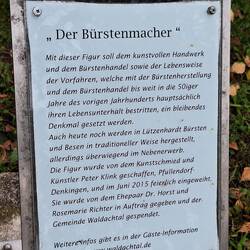 „ Der Bürstenmacher “
Mit dieser Figur soll dem kunstvollen Handwerk
und dem Bürstenhandel sowie der Lebensweise
der Vorfahren, welche mit der Bürstenherstellung
und dem Bürstenhandel bis weit in die 50iger
Jahre des vorigen Jahrhunderts hauptsächlich
ihren Lebensunterhalt bestritten, ein bleibendes
Denkmal gesetzt werden.
Auch heute noch werden in Lützenhardt Bürsten
und Besen in traditioneller Weise hergestellt,
allerdings überwiegend im Nebenerwerb.
Die Figur wurde von dem Kunstschmied und
Künstler Peter Klink geschaffen, Pfullendorf
Denkingen, und im Juni 2015 feierlich eingeweiht.
Sie wurde von dem Ehepaar Dr. Horst und
Rosemarie Richter in Auftrag gegeben und der
Gemeinde Waldachtal gespendet.
Weitere Infos gibt es in der Gäste-Information
www.waldachtal.de